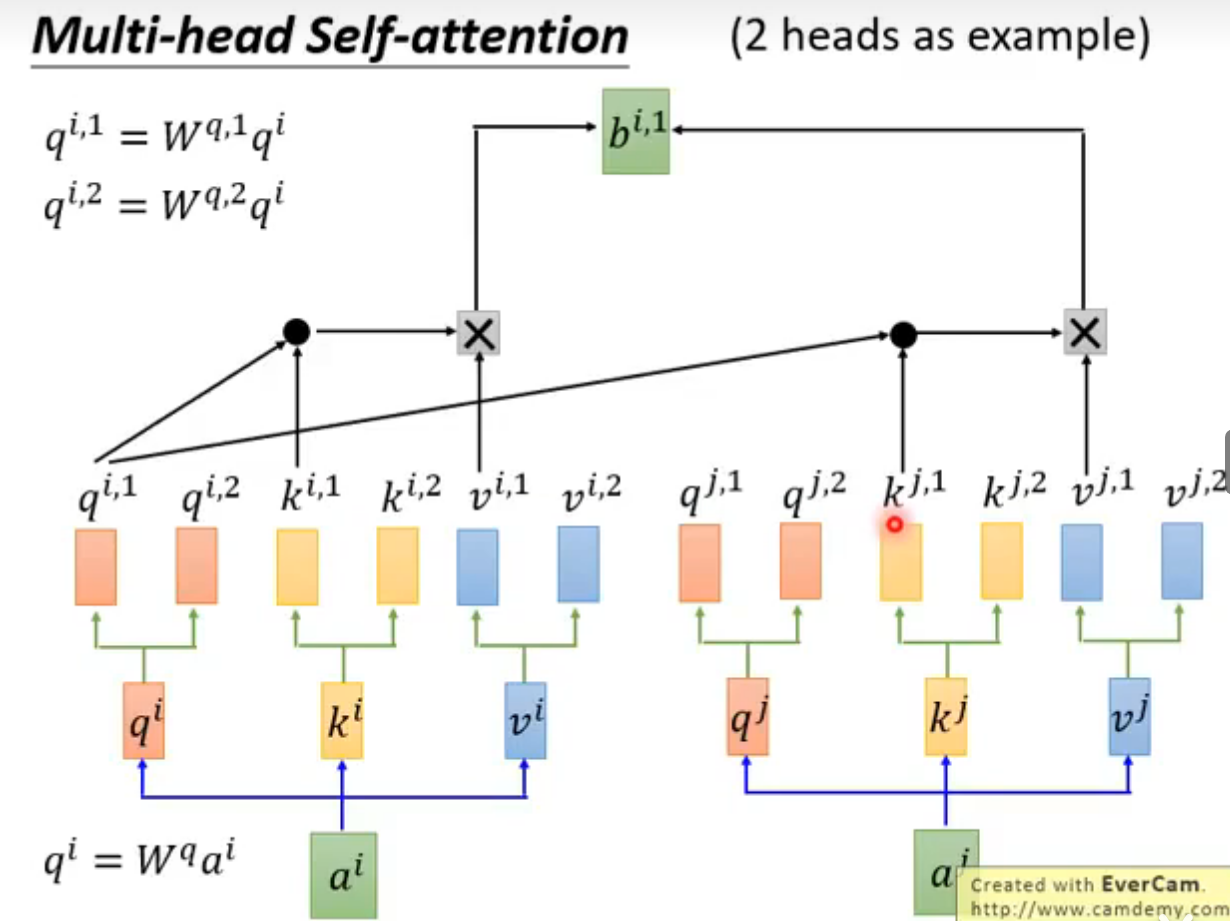 Multi-head Self-attention (2 heads as example)
q^{i,1} = W^{q,1}q^{i}
b^{i,1}
q^{i,2} = W^{q,2}q^{i}
q^{i,1} q^{i,2} k^{i,1} k^{i,2} v^{i,1} v^{i,2} q^{j,1} q^{j,2} k^{j,1} k^{j,2} v^{j,1} v^{j,2}
q^{i} k^{i} v^{i} q^{j} k^{j} v^{j}
q^{i} = W^{q}a^{i}
a^{i} a^{j}
Created with EverCam.
http://www.camdemy.com